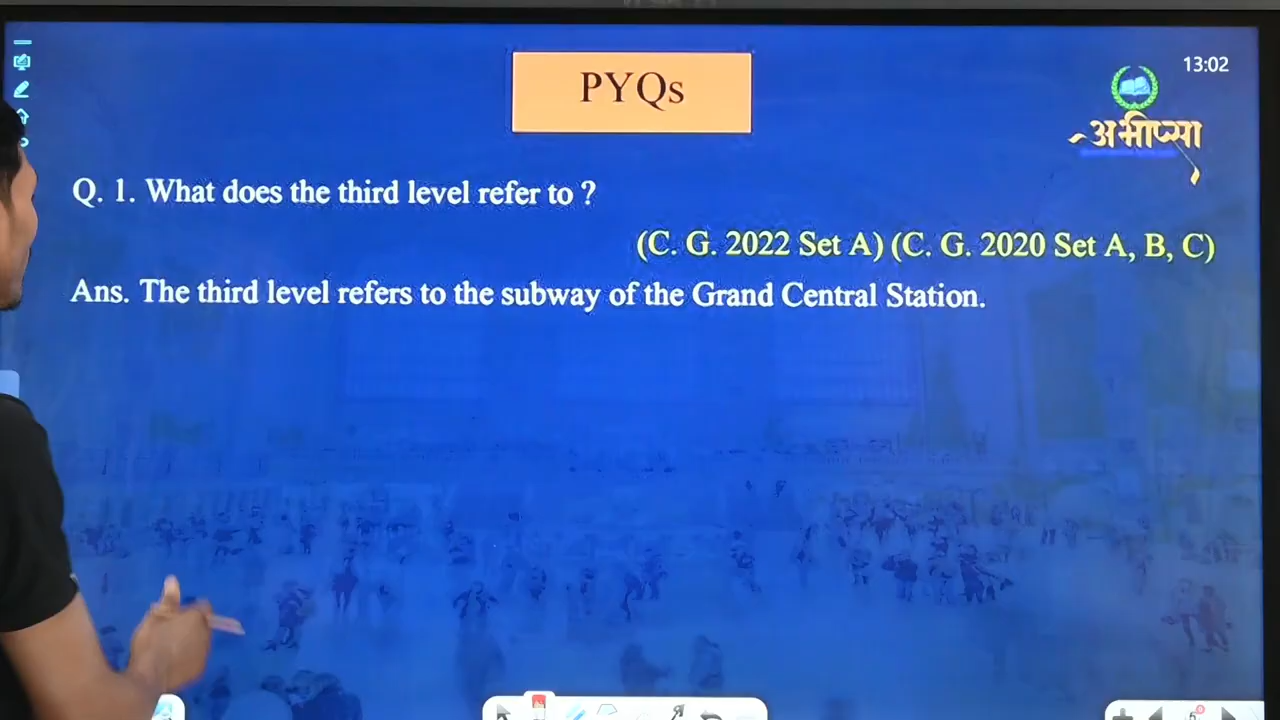 PYQs
13:02
अभीप्सा
Q. 1. What does the third level refer to ?
(C. G. 2022 Set A) (C. G. 2020 Set A, B, C)
Ans. The third level refers to the subway of the Grand Central Station.